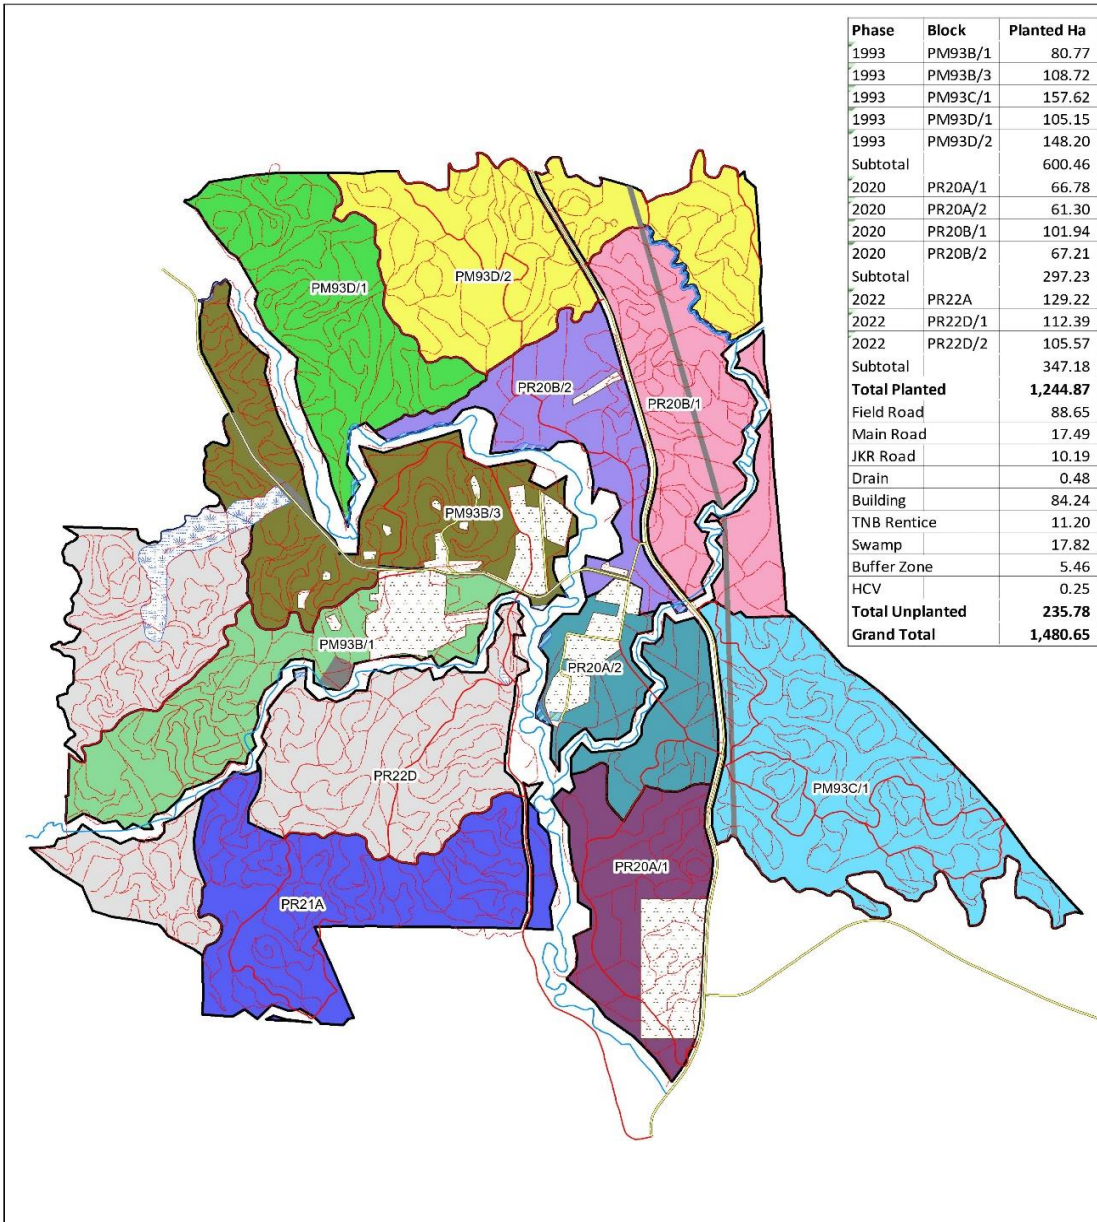 Phase Block Planted Ha
1993 PM93B/1 80.77
1993 PM93B/3 108.72
1993 PM93C/1 157.62
1993 PM93D/1 105.15
1993 PM93D/2 148.20
Subtotal 600.46
2020 PR20A/1 66.78
2020 PR20A/2 61.30
2020 PR20B/1 101.94
2020 PR20B/2 67.21
Subtotal 297.23
2022 PR22A 129.22
2022 PR22D/1 112.39
2022 PR22D/2 105.57
Subtotal 347.18
Total Planted 1,244.87
Field Road 88.65
Main Road 17.49
JKR Road 10.19
Drain 0.48
Building 84.24
TNB Rentice 11.20
Swamp 17.82
Buffer Zone 5.46
HCV 0.25
Total Unplanted 235.78
Grand Total 1,480.65
PM93D/2
PM93D/1
PR20B/2
PR20B/1
PM93B/3
PM93B/1
PR20A/2
PR22D
PM93C/1
PR20A/1
PR21A